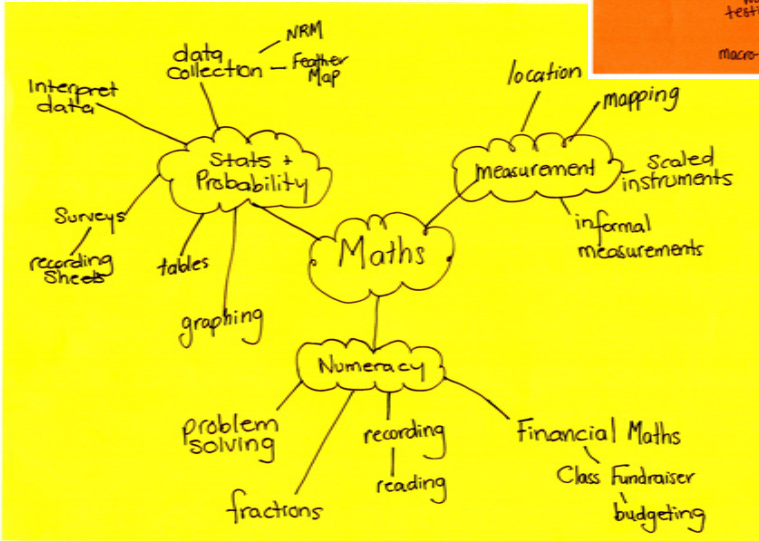 testi
macro-
NRM
data
collection
Feather
Map
Interpret
data
location
mapping
Stats +
Probability
measurement
Scaled
instruments
Surveys
informal
measurements
recording
Sheets
tables
Maths
graphing
Numeracy
problem
solving
recording
reading
Financial Maths
Class Fundraiser
budgeting
fractions